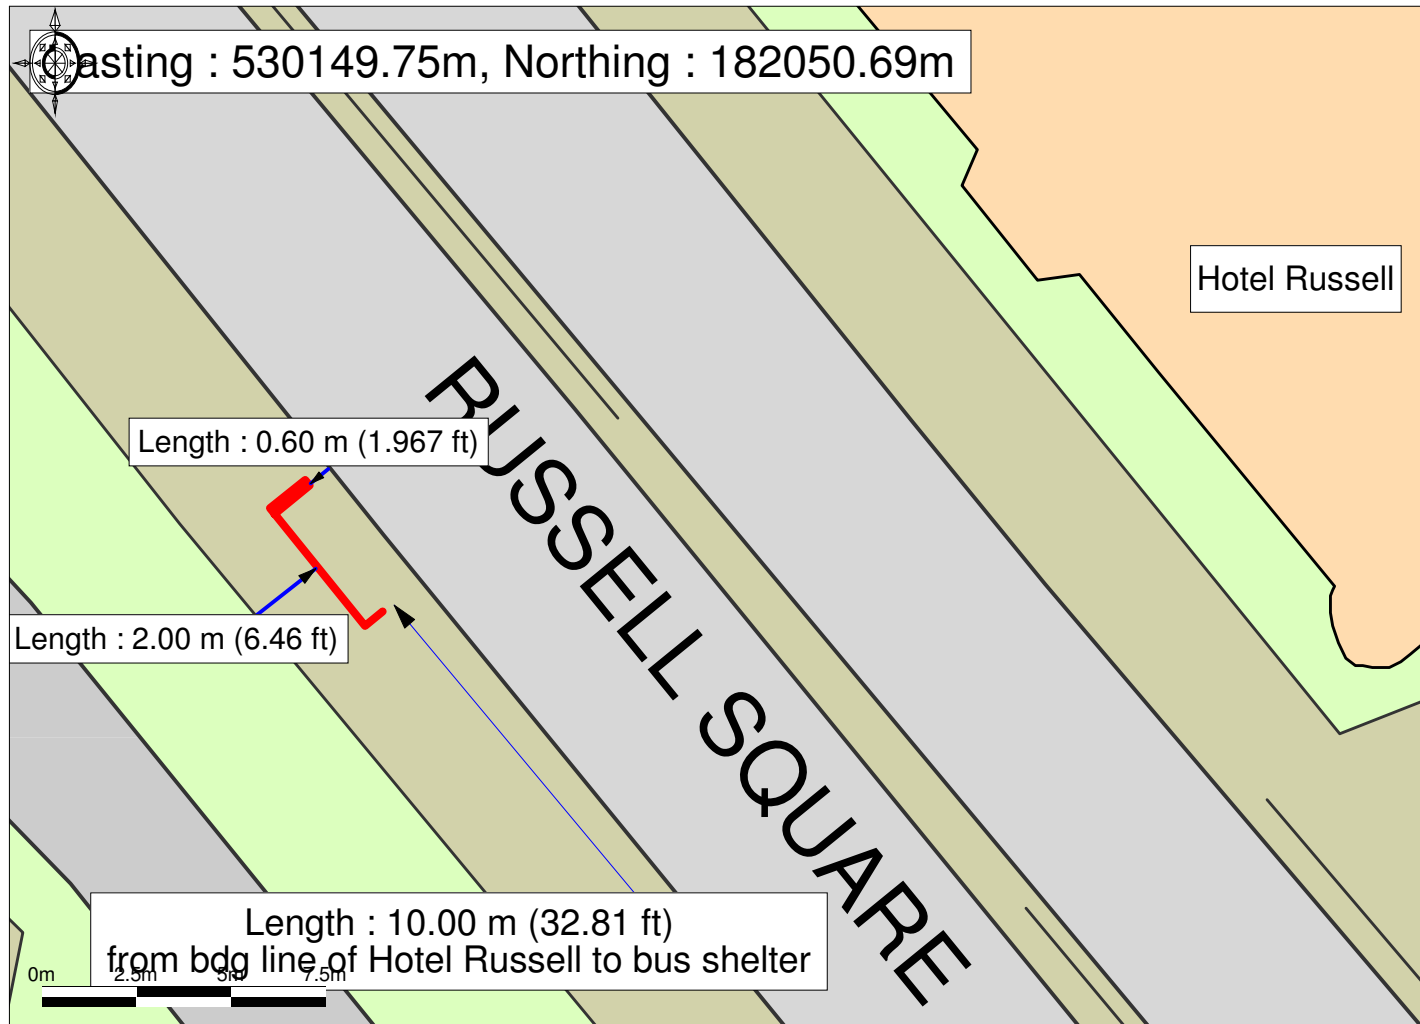 asting : 530149.75m, Northing : 182050.69m
Hotel Russell
Length : 0.60 m (1.967 ft)
RUSSELL SQUARE
Length : 2.00 m (6.46 ft)
Length : 10.00 m (32.81 ft)
from bdg line of Hotel Russell to bus shelter
0m 2.5m 5m 7.5m